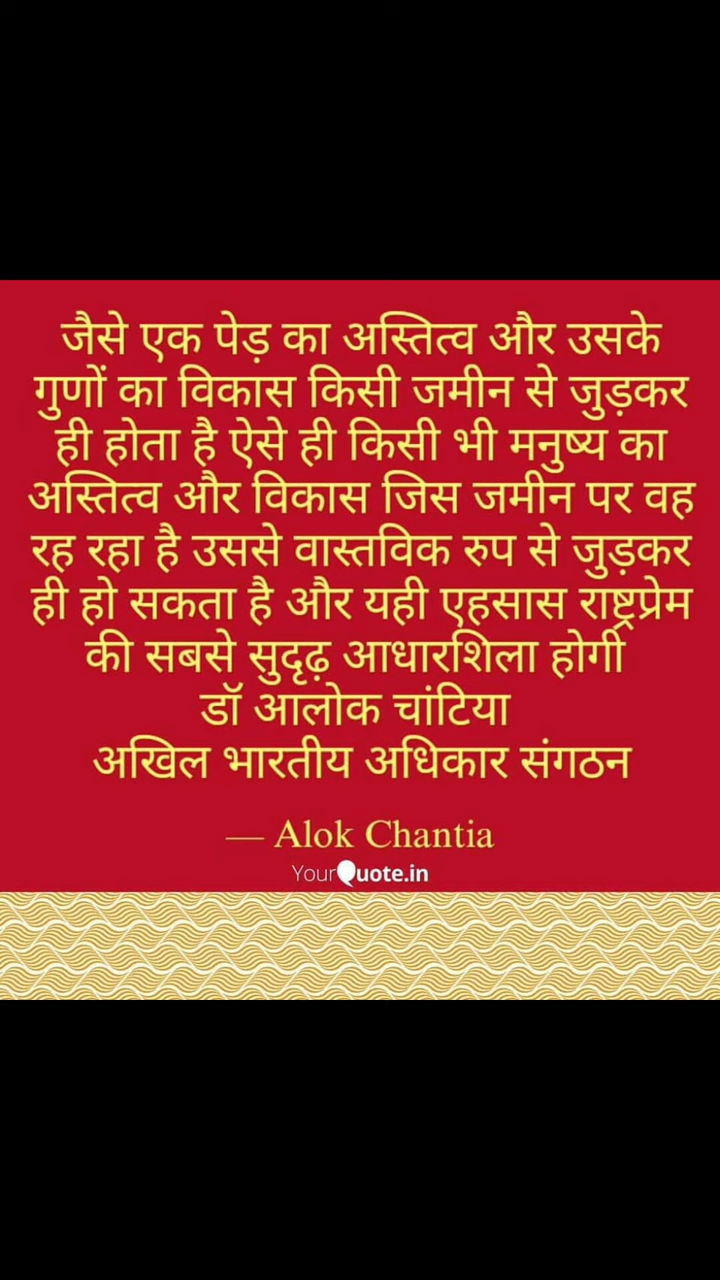 जैसे एक पेड़ का अस्तित्व और उसके
गुणों का विकास किसी जमीन से जुड़कर
ही होता है ऐसे ही किसी भी मनुष्य का
अस्तित्व और विकास जिस जमीन पर वह
रह रहा है उससे वास्तविक रुप से जुड़कर
ही हो सकता है और यही एहसास राष्ट्रप्रेम
की सबसे सुदृढ़ आधारशिला होगी
डॉ आलोक चांटिया
अखिल भारतीय अधिकार संगठन
— Alok Chantia
YourQuote.in